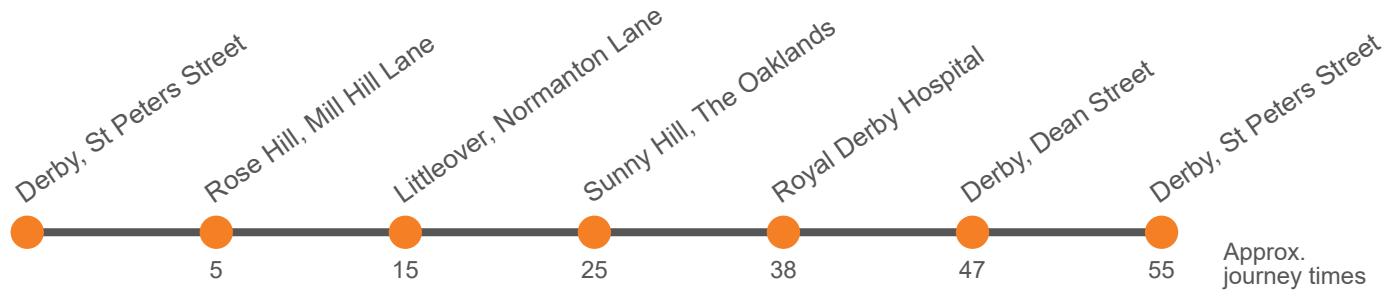 Derby, St Peters Street
Rose Hill, Mill Hill Lane
Littleover, Normanton Lane
Sunny Hill, The Oaklands
Royal Derby Hospital
Derby, Dean Street
Derby, St Peters Street
5
15
25
38
47
55
Approx.
journey times